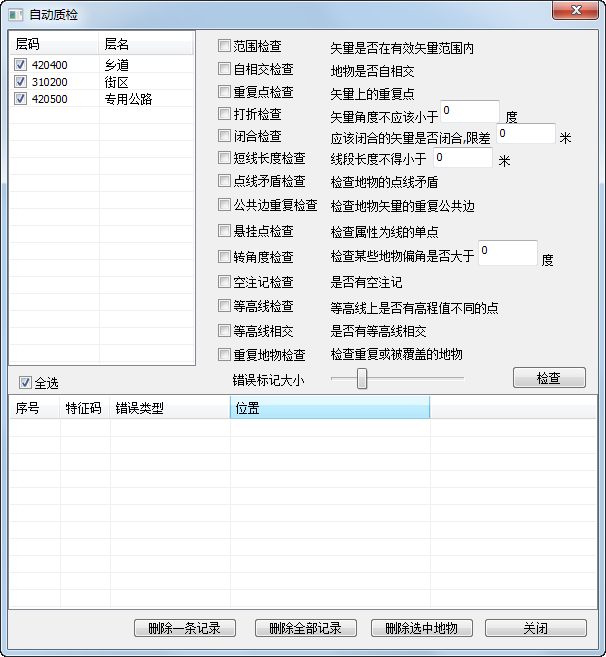 自动质检
层码 层名
420400 乡道
310200 街区
420500 专用公路
全选
范围检查 矢量是否在有效矢量范围内
自相交检查 地物是否自相交
重复点检查 矢量上的重复点
打折检查 矢量角度不应该小于 0 度
闭合检查 应该闭合的矢量是否闭合,限差 0 米
短线长度检查 线段长度不得小于 0 米
点线矛盾检查 检查地物的点线矛盾
公共边重复检查 检查地物矢量的重复公共边
悬挂点检查 检查属性为线的单点
转角度检查 检查某些地物偏角是否大于 0 度
空注记检查 是否有空注记
等高线检查 等高线上是否有高程值不同的点
等高线相交 是否有等高线相交
重复地物检查 检查重复或被覆盖的地物
错误标记大小 检查
序号 特征码 错误类型 位置
删除一条记录 删除全部记录 删除选中地物 关闭